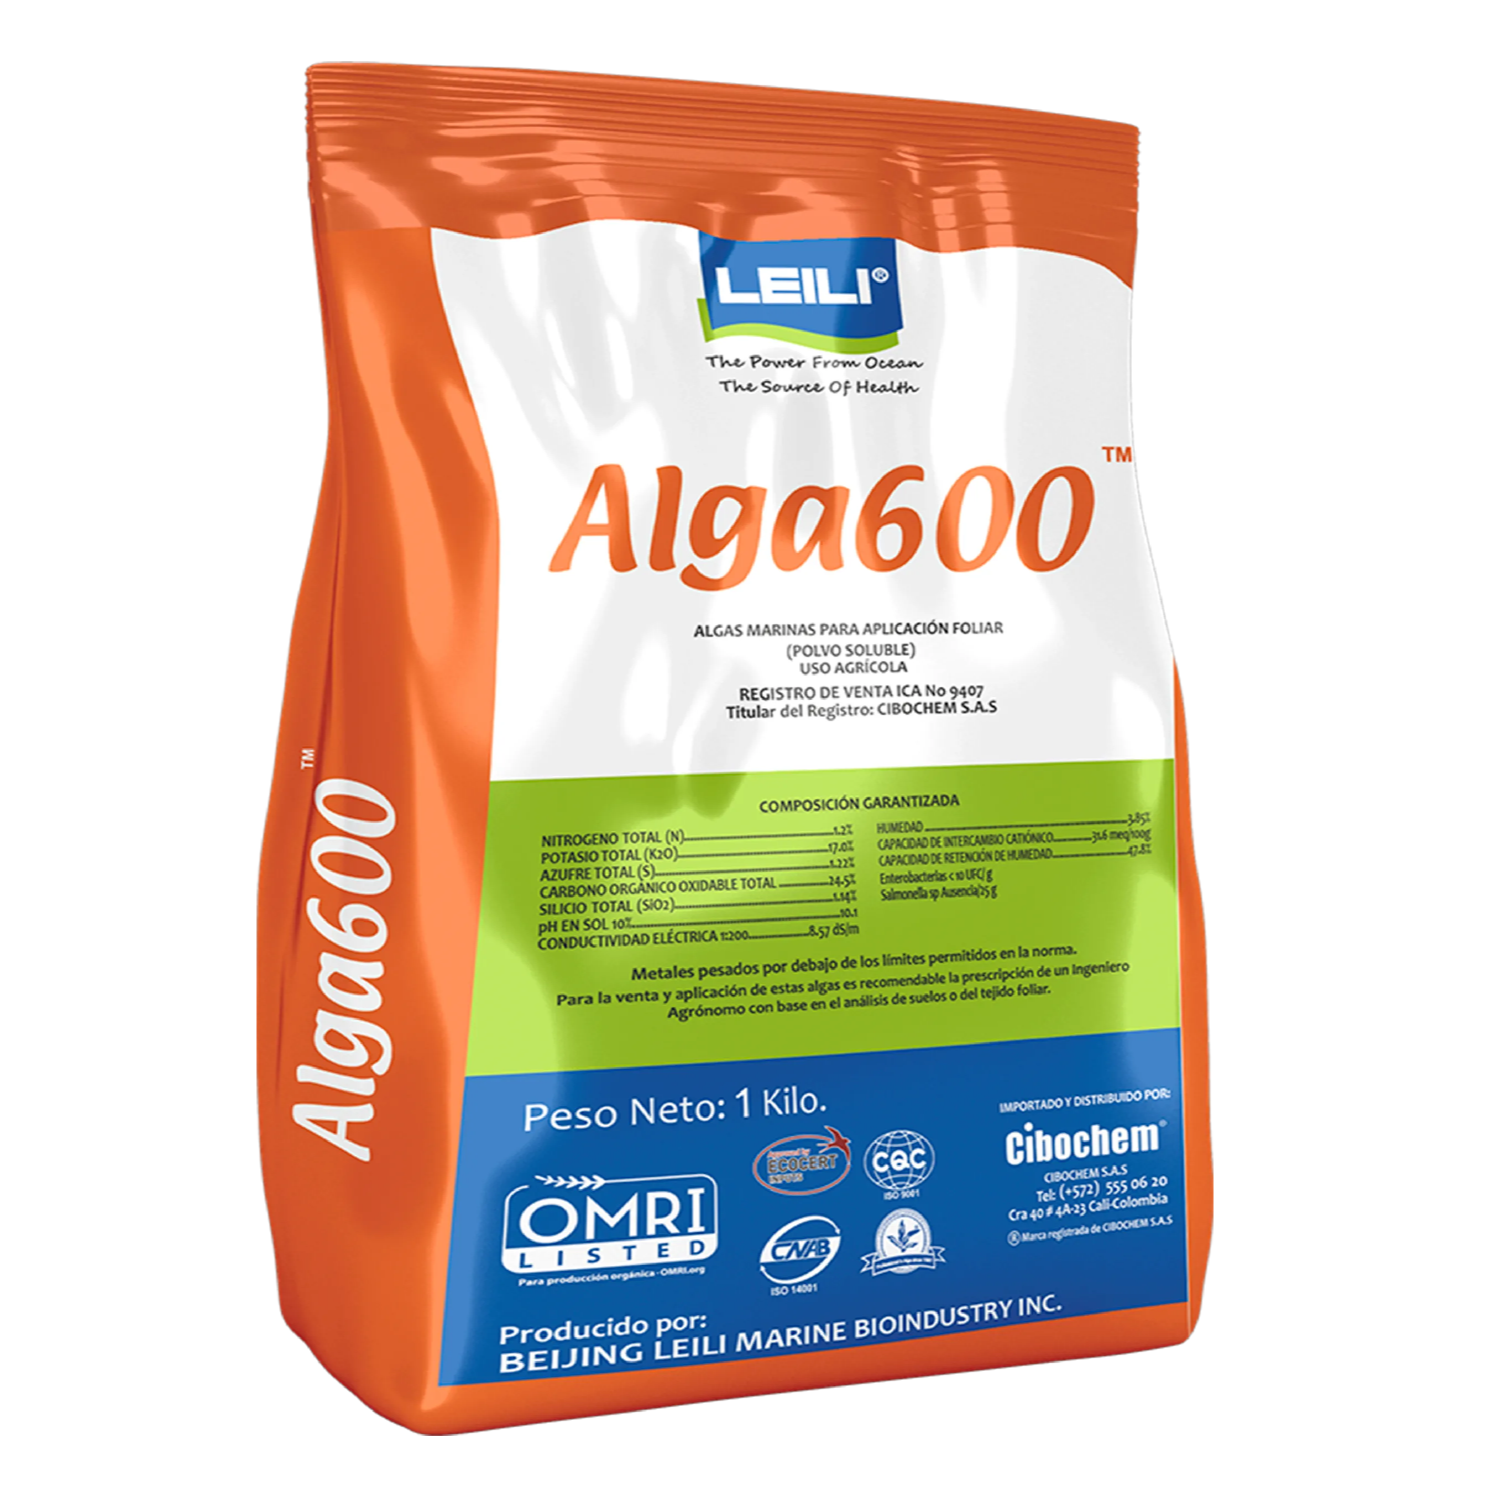 LEILI®
The Power From Ocean
The Source Of Health
Alga600™
ALGAS MARINAS PARA APLICACIÓN FOLIAR
(POLVO SOLUBLE)
USO AGRÍCOLA
REGISTRO DE VENTA ICA No 9407
Titular del Registro: CIBOCHEM S.A.S
Alga600™
COMPOSICIÓN GARANTIZADA
NITROGENO TOTAL (N)....1.2%
POTASIO TOTAL (K2O)....17.0%
AZUFRE TOTAL (S)....1.22%
CARBONO ORGÁNICO OXIDABLE TOTAL....24.5%
SILICIO TOTAL (SiO2)....1.14%
pH EN SOL 10%....10.1
CONDUCTIVIDAD ELÉCTRICA 1:200....8.57 dS/m
HUMEDAD....3.85%
CAPACIDAD DE INTERCAMBIO CATIÓNICO....31.6 meq/100g
CAPACIDAD DE RETENCIÓN DE HUMEDAD....47.8%
Enterobacterias < 10 UFC/ g
Salmonella sp Ausencia/25 g
Metales pesados por debajo de los límites permitidos en la norma.
Para la venta y aplicación de estas algas es recomendable la prescripción de un Ingeniero
Agrónomo con base en el análisis de suelos o del tejido foliar.
Peso Neto: 1 Kilo.
Approved by
ECOCERT
INPUTS
CQC
ISO 9001
OMRI
LISTED
Para producción orgánica - OMRI.org
CNAB
ISO 14001
IMPORTADO Y DISTRIBUIDO POR:
Cibochem®
CIBOCHEM S.A.S
Tel: (+572) 555 06 20
Cra 40 # 4A-23 Cali-Colombia
® Marca registrada de CIBOCHEM S.A.S
Producido por:
BEIJING LEILI MARINE BIOINDUSTRY INC.